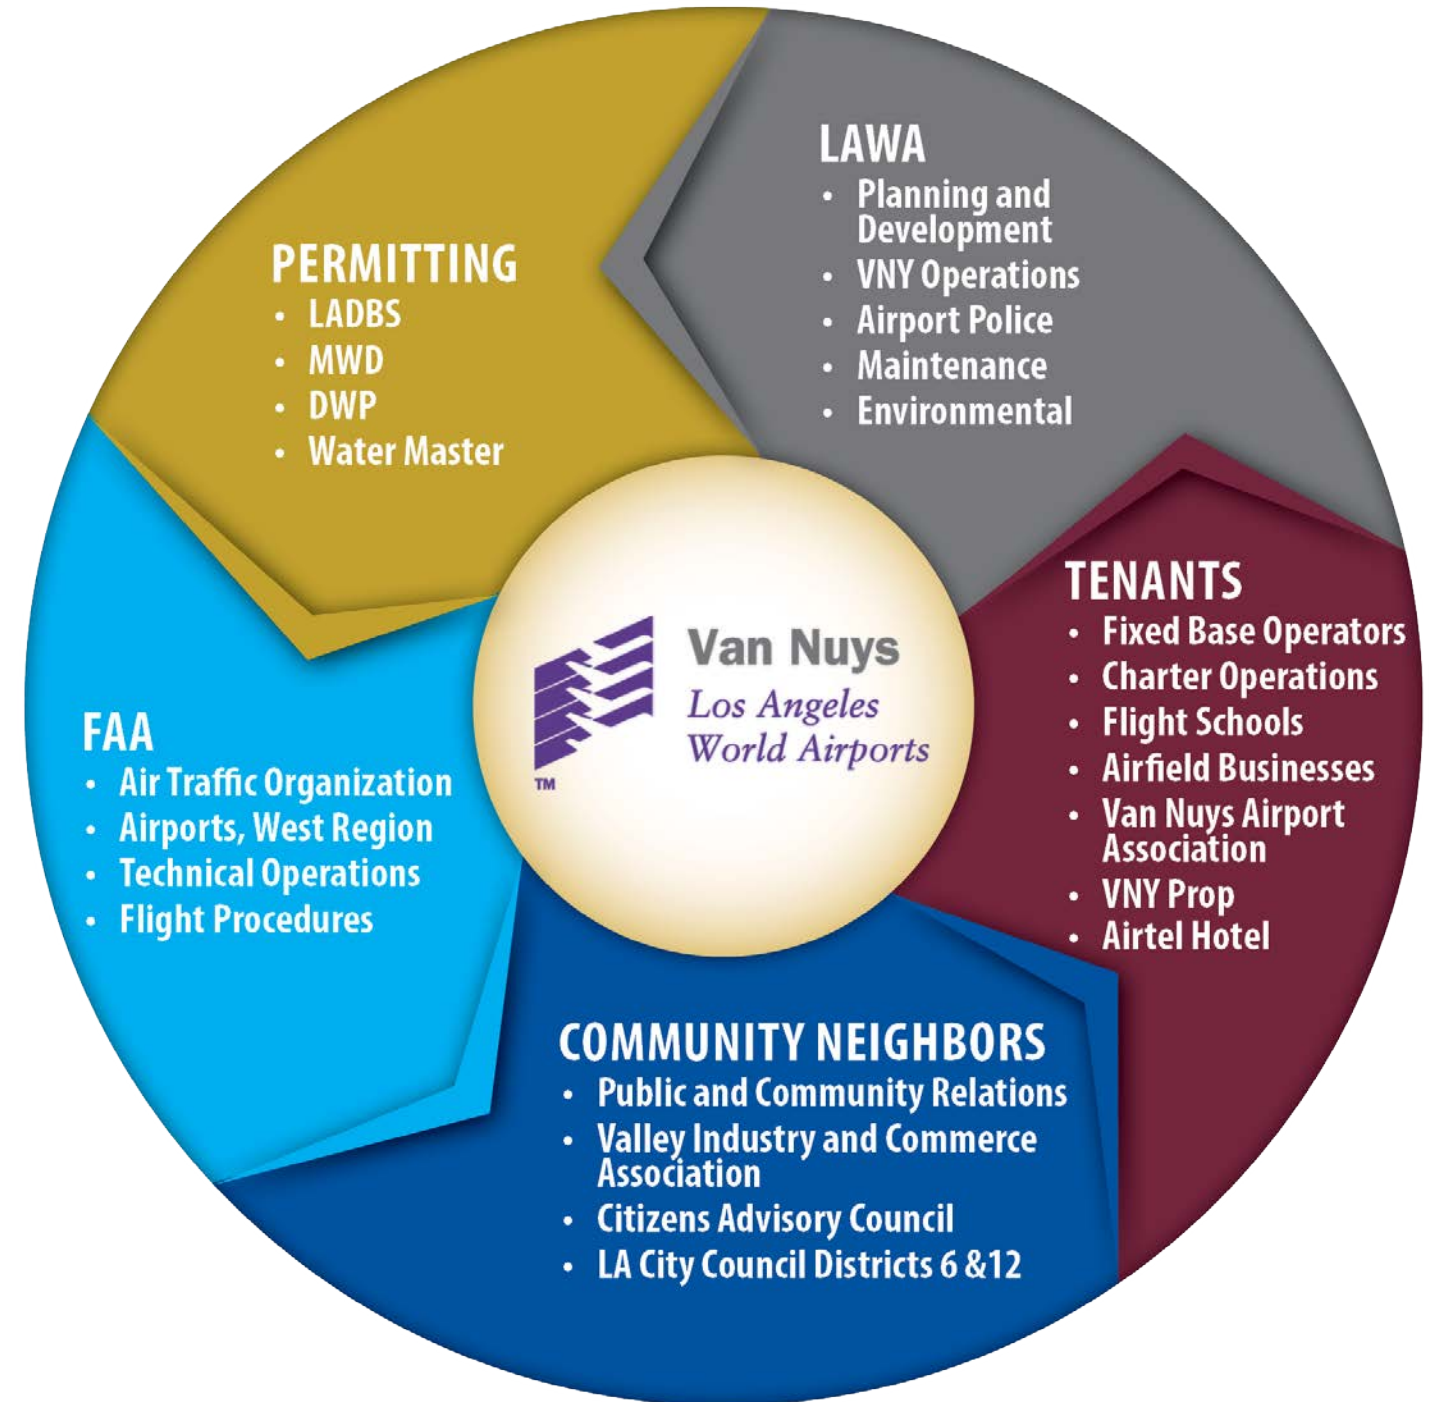 PERMITTING
• LADBS
• MWD
• DWP
• Water Master
LAWA
• Planning and
Development
• VNY Operations
• Airport Police
• Maintenance
• Environmental
TENANTS
• Fixed Base Operators
• Charter Operations
• Flight Schools
• Airfield Businesses
• Van Nuys Airport
Association
• VNY Prop
• Airtel Hotel
COMMUNITY NEIGHBORS
• Public and Community Relations
• Valley Industry and Commerce
Association
• Citizens Advisory Council
• LA City Council Districts 6 &12
FAA
• Air Traffic Organization
• Airports, West Region
• Technical Operations
• Flight Procedures
Van Nuys
Los Angeles
World Airports
TM